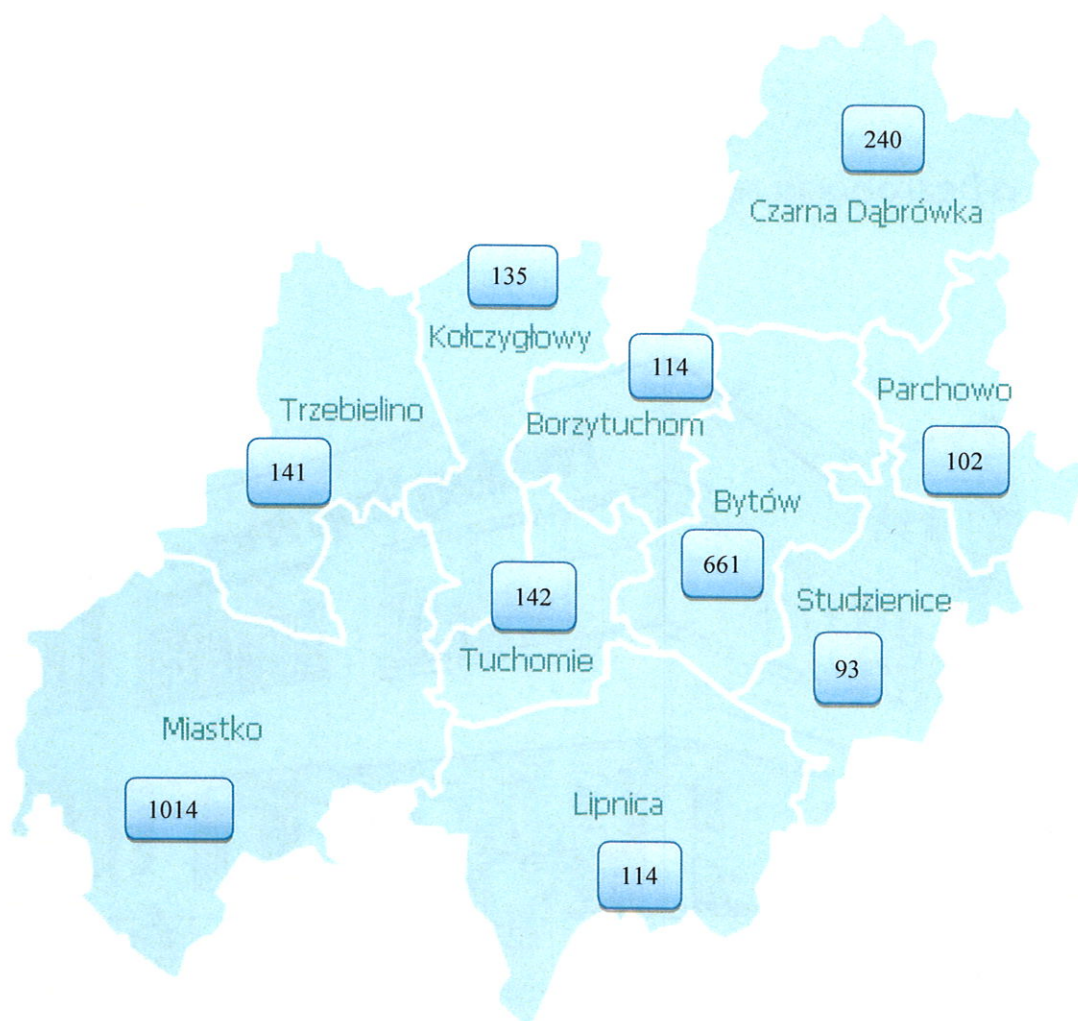 240
Czarna Dąbrówka
135
Kołczygłowy
114
Borzytuchom
Parchowo
102
Trzebielino
141
Bytów
661
142
Tuchomie
Studzienice
93
Miastko
1014
Lipnica
114